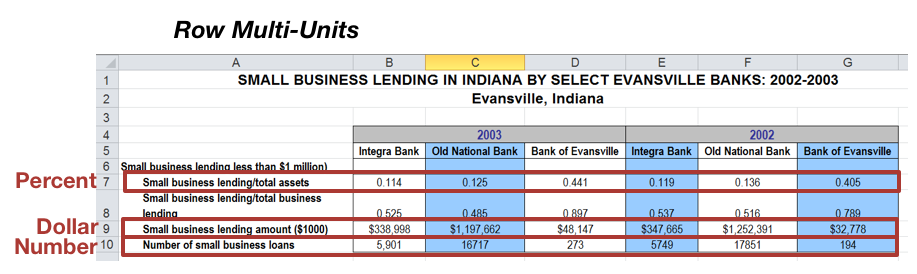 Row Multi-Units
A B C D E F G
1 SMALL BUSINESS LENDING IN INDIANA BY SELECT EVANSVILLE BANKS: 2002-2003
2 Evansville, Indiana
3
4 2003 2002
5 Integra Bank Old National Bank Bank of Evansville Integra Bank Old National Bank Bank of Evansville
6 Small business lending less than $1 million)
Percent 7 Small business lending/total assets 0.114 0.125 0.441 0.119 0.136 0.405
Small business lending/total business
8 lending 0.525 0.485 0.897 0.537 0.516 0.789
Dollar 9 Small business lending amount ($1000) $338,998 $1,197,662 $48,147 $347,665 $1,252,391 $32,778
Number 10 Number of small business loans 5,901 16717 273 5749 17851 194